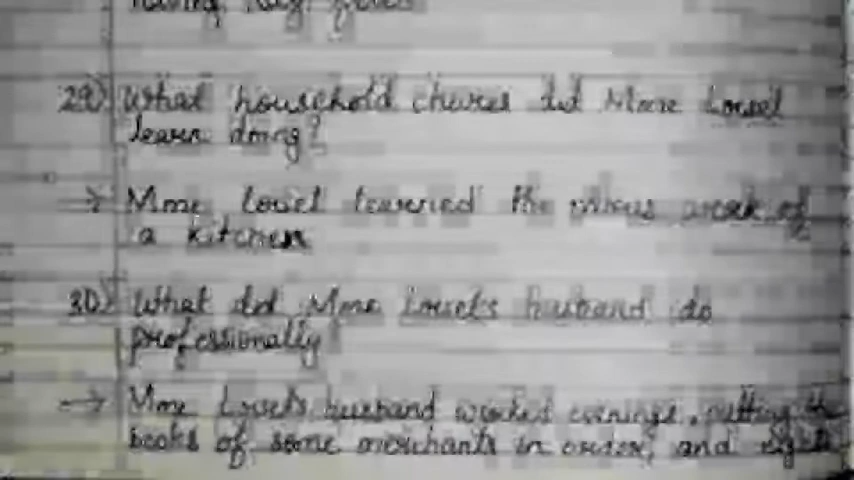 29) What household chores did Mme Loisel
learn doing?
→ Mme Loisel learned the work of
a kitchen
30) What did Mme Loisel's husband do
professionally
→ Mme Loisel's husband worked evenings, putting the
books of some merchants in order, and